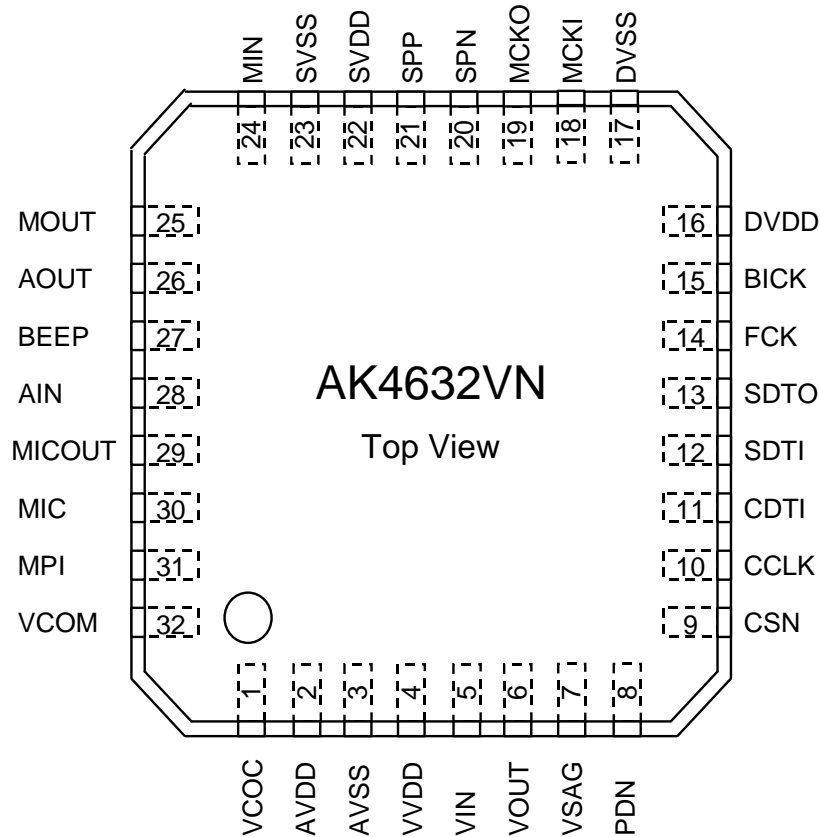 MIN
SVSS
SVDD
SPP
SPN
MCKO
MCKI
DVSS
24
23
22
21
20
19
18
17
MOUT 25
AOUT 26
BEEP 27
AIN 28
MICOUT 29
MIC 30
MPI 31
VCOM 32
AK4632VN
Top View
16 DVDD
15 BICK
14 FCK
13 SDTO
12 SDTI
11 CDTI
10 CCLK
9 CSN
1
2
3
4
5
6
7
8
VCOC
AVDD
AVSS
VVDD
VIN
VOUT
VSAG
PDN